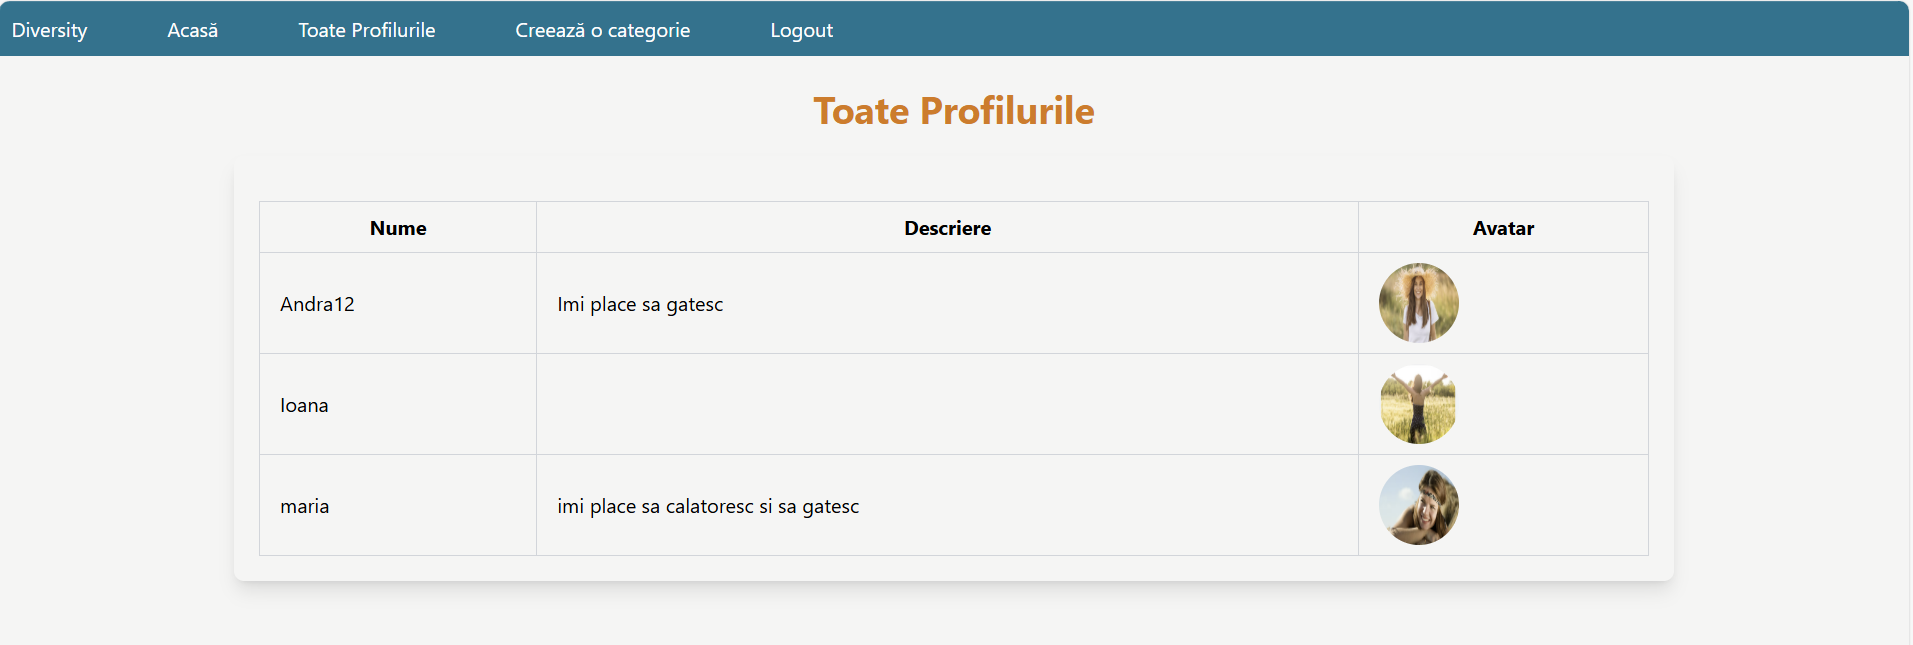 Diversity Acasă Toate Profilurile Creează o categorie Logout
Toate Profilurile
Nume Descriere Avatar
Andra12 Imi place sa gatesc
Ioana
maria imi place sa calatoresc si sa gatesc